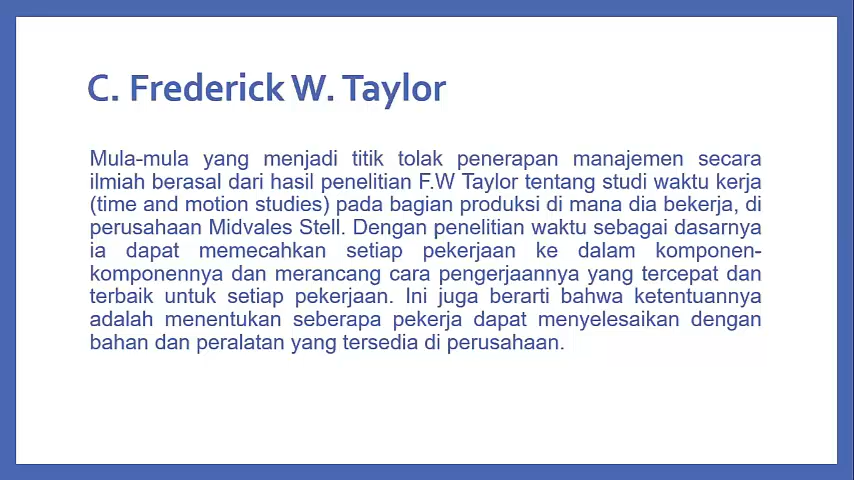 C. Frederick W. Taylor
Mula-mula yang menjadi titik tolak penerapan manajemen secara
ilmiah berasal dari hasil penelitian F.W Taylor tentang studi waktu kerja
(time and motion studies) pada bagian produksi di mana dia bekerja, di
perusahaan Midvales Stell. Dengan penelitian waktu sebagai dasarnya
ia dapat memecahkan setiap pekerjaan ke dalam komponen-
komponennya dan merancang cara pengerjaannya yang tercepat dan
terbaik untuk setiap pekerjaan. Ini juga berarti bahwa ketentuannya
adalah menentukan seberapa pekerja dapat menyelesaikan dengan
bahan dan peralatan yang tersedia di perusahaan.